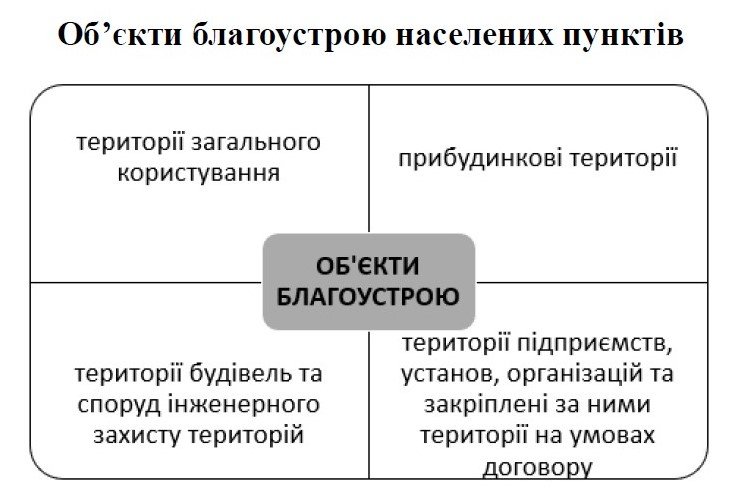 Об’єкти благоустрою населених пунктів
території загального
користування
прибудинкові території
ОБ'ЄКТИ
БЛАГОУСТРОЮ
території будівель та
споруд інженерного
захисту територій
території підприємств,
установ, організацій та
закріплені за ними
території на умовах
договору